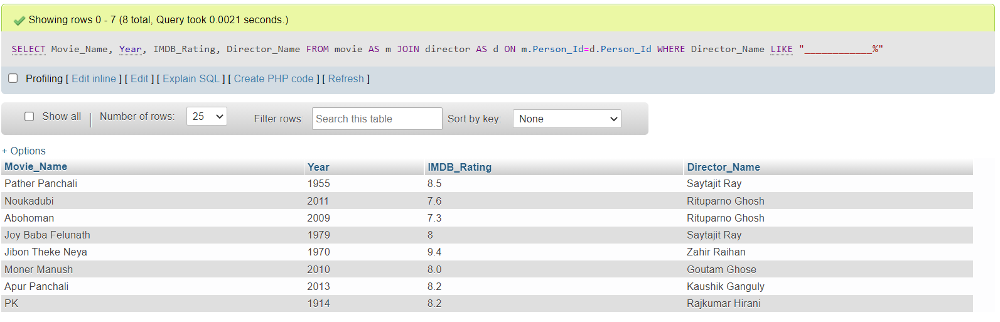 Showing rows 0 - 7 (8 total, Query took 0.0021 seconds.)
SELECT Movie_Name, Year, IMDB_Rating, Director_Name FROM movie AS m JOIN director AS d ON m.Person_Id=d.Person_Id WHERE Director_Name LIKE "____________%"
Profiling [ Edit inline ] [ Edit ] [ Explain SQL ] [ Create PHP code ] [ Refresh ]
Show all Number of rows: 25 Filter rows: Search this table Sort by key: None
+ Options
Movie_Name Year IMDB_Rating Director_Name
Pather Panchali 1955 8.5 Saytajit Ray
Noukadubi 2011 7.6 Rituparno Ghosh
Abohoman 2009 7.3 Rituparno Ghosh
Joy Baba Felunath 1979 8 Saytajit Ray
Jibon Theke Neya 1970 9.4 Zahir Raihan
Moner Manush 2010 8.0 Goutam Ghose
Apur Panchali 2013 8.2 Kaushik Ganguly
PK 1914 8.2 Rajkumar Hirani